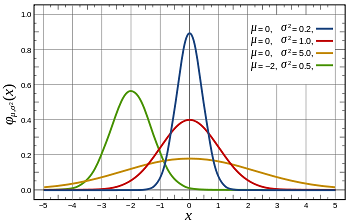 φμ,σ²(x)
1.0
0.8
0.6
0.4
0.2
0.0
μ= 0, σ²= 0.2,
μ= 0, σ²= 1.0,
μ= 0, σ²= 5.0,
μ= −2, σ²= 0.5,
−5 −4 −3 −2 −1 0 1 2 3 4 5
x